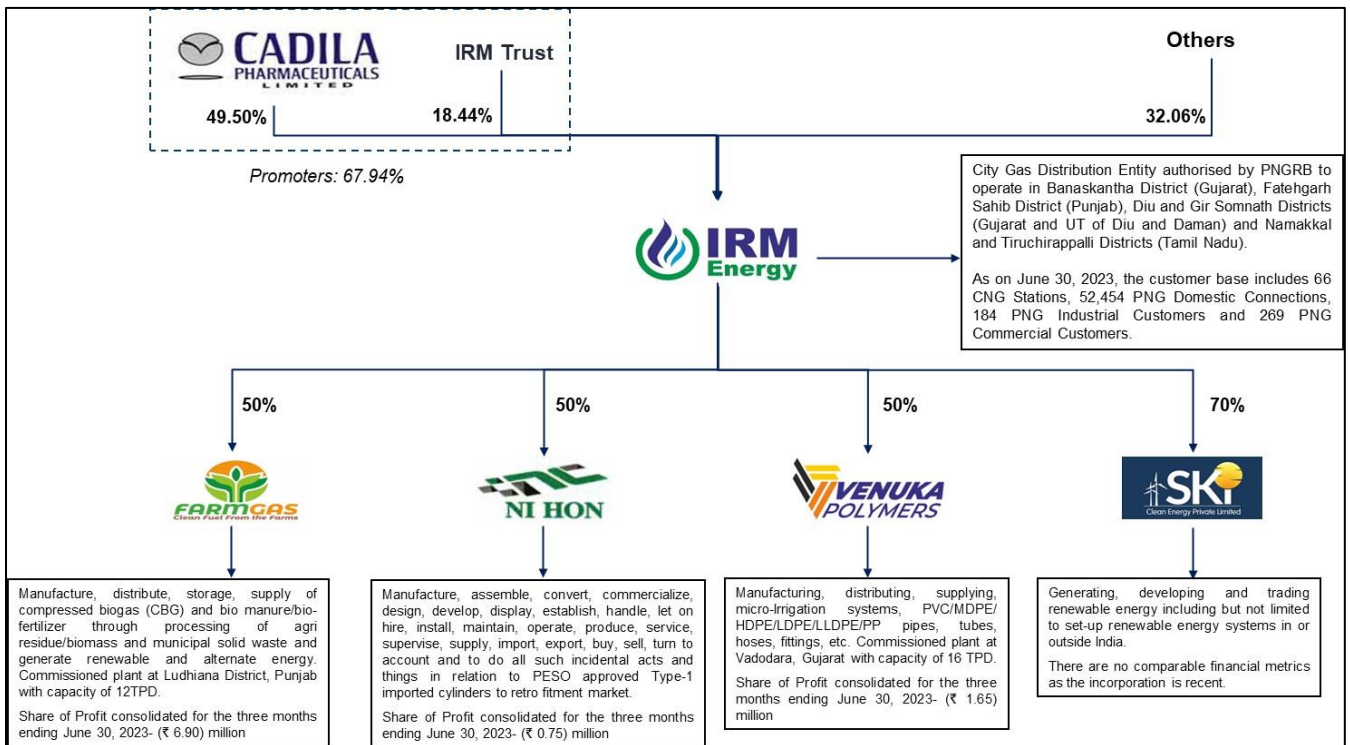 CADILA
PHARMACEUTICALS
LIMITED
IRM Trust
Others
49.50%
18.44%
32.06%
Promoters: 67.94%
City Gas Distribution Entity authorised by PNGRB to
operate in Banaskantha District (Gujarat), Fatehgarh
Sahib District (Punjab), Diu and Gir Somnath Districts
(Gujarat and UT of Diu and Daman) and Namakkal
and Tiruchirappalli Districts (Tamil Nadu).
As on June 30, 2023, the customer base includes 66
CNG Stations, 52,454 PNG Domestic Connections,
184 PNG Industrial Customers and 269 PNG
Commercial Customers.
IRM
Energy
50%
50%
50%
70%
FARMGAS
Clean Fuel From the Farms
NI HON
VENUKA
POLYMERS
SKi
Clean Energy Private Limited
Manufacture, distribute, storage, supply of
compressed biogas (CBG) and bio manure/bio-
fertilizer through processing of agri
residue/biomass and municipal solid waste and
generate renewable and alternate energy.
Commissioned plant at Ludhiana District, Punjab
with capacity of 12TPD.
Share of Profit consolidated for the three months
ending June 30, 2023- (₹ 6.90) million
Manufacture, assemble, convert, commercialize,
design, develop, display, establish, handle, let on
hire, install, maintain, operate, produce, service,
supervise, supply, import, export, buy, sell, turn to
account and to do all such incidental acts and
things in relation to PESO approved Type-1
imported cylinders to retro fitment market.
Share of Profit consolidated for the three months
ending June 30, 2023- (₹ 0.75) million
Manufacturing, distributing, supplying,
micro-Irrigation systems, PVC/MDPE/
HDPE/LDPE/LLDPE/PP pipes, tubes,
hoses, fittings, etc. Commissioned plant at
Vadodara, Gujarat with capacity of 16 TPD.
Share of Profit consolidated for the three
months ending June 30, 2023- (₹ 1.65)
million
Generating, developing and trading
renewable energy including but not limited
to set-up renewable energy systems in or
outside India.
There are no comparable financial metrics
as the incorporation is recent.